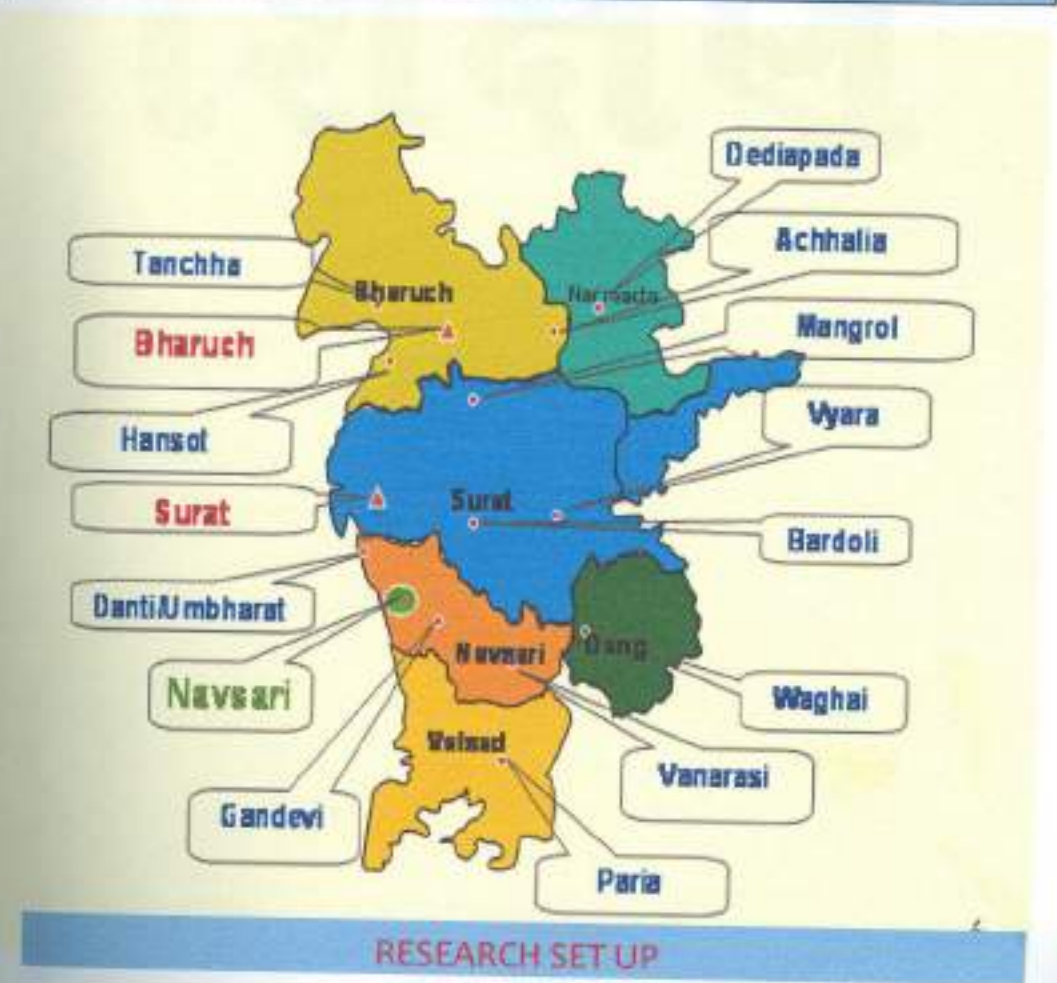 Dediapada
Achhalia
Tanchha
Bharuch
Narmada
Bharuch
Mangrol
Hansot
Vyara
Surat
Surat
Bardoli
Danti/Umbharat
Navsari
Dang
Navsari
Waghai
Valsad
Vanarasi
Gandevi
Paria
RESEARCH SET UP